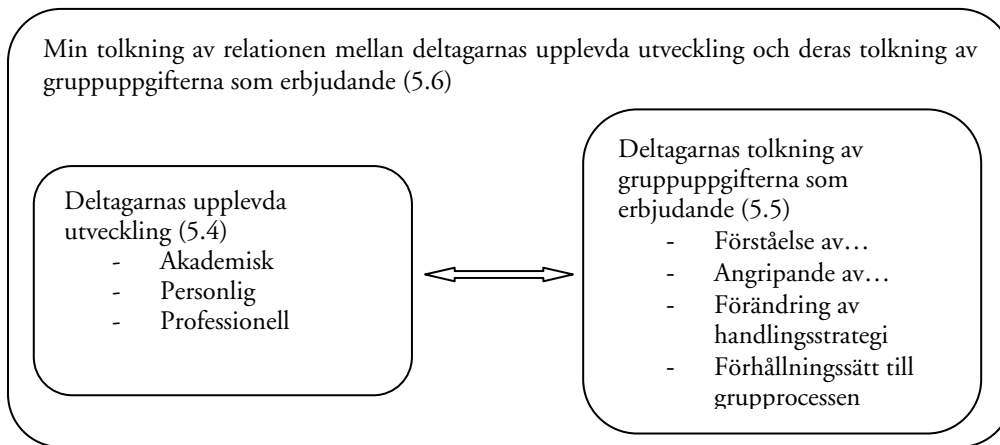 Min tolkning av relationen mellan deltagarnas upplevda utveckling och deras tolkning av
gruppuppgifterna som erbjudande (5.6)
Deltagarnas upplevda
utveckling (5.4)
- Akademisk
- Personlig
- Professionell
Deltagarnas tolkning av
gruppuppgifterna som
erbjudande (5.5)
- Förståelse av…
- Angripande av…
- Förändring av
handlingsstrategi
- Förhållningssätt till
grupprocessen